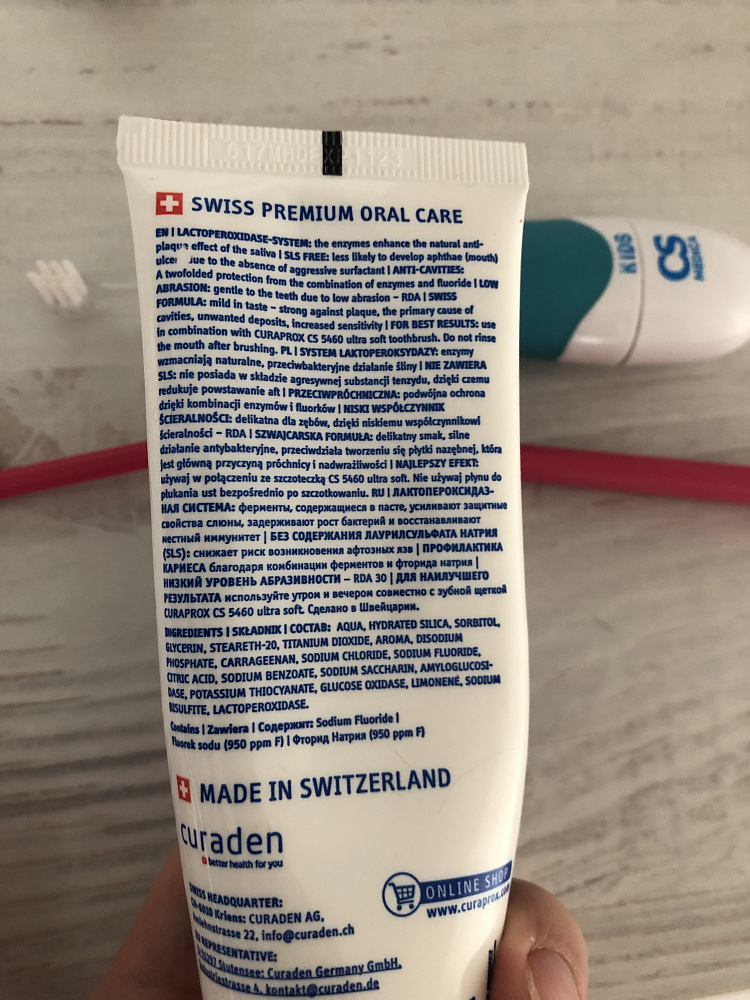 SWISS PREMIUM ORAL CARE
EN | LACTOPEROXIDASE-SYSTEM: the enzymes enhance the natural anti-
plaque effect of the saliva | SLS FREE: less likely to develop aphthae (mouth)
ulcer due to the absence of aggressive surfactant | ANTI-CAVITIES:
A twofolded protection from the combination of enzymes and fluoride | LOW
ABRASION: gentle to the teeth due to low abrasion – RDA | SWISS
FORMULA: mild in taste – strong against plaque, the primary cause of
cavities, unwanted deposits, increased sensitivity | FOR BEST RESULTS: use
in combination with CURAPROX CS 5460 ultra soft toothbrush. Do not rinse
the mouth after brushing. PL | SYSTEM LAKTOPEROKSYDAZY: enzymy
wzmacniają naturalne, przeciwbakteryjne działanie śliny | NIE ZAWIERA
SLS: nie posiada w składzie agresywnej substancji tenzydu, dzięki czemu
redukuje powstawanie aft | PRZECIWPRÓCHNICZNA: podwójna ochrona
dzięki kombinacji enzymów i fluorków | NISKI WSPÓŁCZYNNIK
ŚCIERALNOŚCI: delikatna dla zębów, dzięki niskiemu współczynnikowi
ścieralności – RDA | SZWAJCARSKA FORMUŁA: delikatny smak, silne
działanie antybakteryjne, przeciwdziała tworzeniu się płytki nazębnej, która
jest główną przyczyną próchnicy i nadwrażliwości | NAJLEPSZY EFEKT:
używaj w połączeniu ze szczoteczką CS 5460 ultra soft. Nie używaj płynu do
płukania ust bezpośrednio po szczotkowaniu. RU | ЛАКТОПЕРОКСИДАЗ-
НАЯ СИСТЕМА: ферменты, содержащиеся в пасте, усиливают защитные
свойства слюны, задерживают рост бактерий и восстанавливают
местный иммунитет | БЕЗ СОДЕРЖАНИЯ ЛАУРИЛСУЛЬФАТА НАТРИЯ
(SLS): снижает риск возникновения афтозных язв | ПРОФИЛАКТИКА
КАРИЕСА благодаря комбинации ферментов и фторида натрия |
НИЗКИЙ УРОВЕНЬ АБРАЗИВНОСТИ – RDA 30 | ДЛЯ НАИЛУЧШЕГО
РЕЗУЛЬТАТА используйте утром и вечером совместно с зубной щеткой
CURAPROX CS 5460 ultra soft. Сделано в Швейцарии.
INGREDIENTS | SKŁADNIK | СОСТАВ: AQUA, HYDRATED SILICA, SORBITOL,
GLYCERIN, STEARETH-20, TITANIUM DIOXIDE, AROMA, DISODIUM
PHOSPHATE, CARRAGEENAN, SODIUM CHLORIDE, SODIUM FLUORIDE,
CITRIC ACID, SODIUM BENZOATE, SODIUM SACCHARIN, AMYLOGLUCOSI-
DASE, POTASSIUM THIOCYANATE, GLUCOSE OXIDASE, LIMONENE, SODIUM
BISULFITE, LACTOPEROXIDASE.
Contains | Zawiera | Содержит: Sodium Fluoride |
Fluorek sodu (950 ppm F) | Фторид Натрия (950 ppm F)
MADE IN SWITZERLAND
curaden
better health for you
ONLINE SHOP
www.curaprox.com
SWISS HEADQUARTER:
CH-6010 Kriens: CURADEN AG,
Amlehnstrasse 22, info@curaden.ch
EU REPRESENTATIVE:
76297 Stutensee: Curaden Germany GmbH,
Industriestrasse 4, kontakt@curaden.de
KIDS
CS
MEDICA